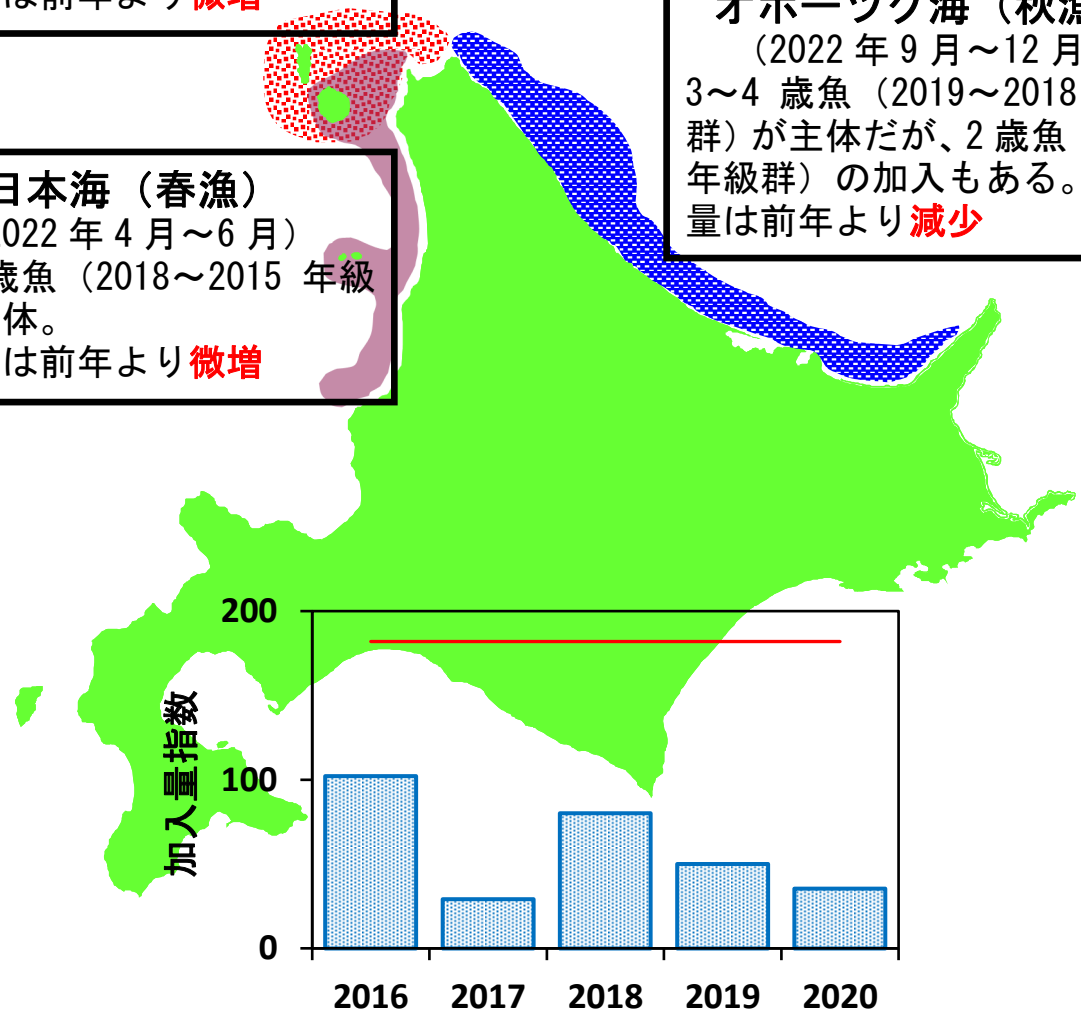 は前年より微増
オホーツク海（秋漁
（2022 年 9 月～12 月
3～4 歳魚（2019～2018
群）が主体だが、2 歳魚
年級群）の加入もある。
量は前年より減少
日本海（春漁）
022 年 4 月～6 月）
歳魚（2018～2015 年級
体。
は前年より微増
加入量指数
200
100
0
2016 2017 2018 2019 2020